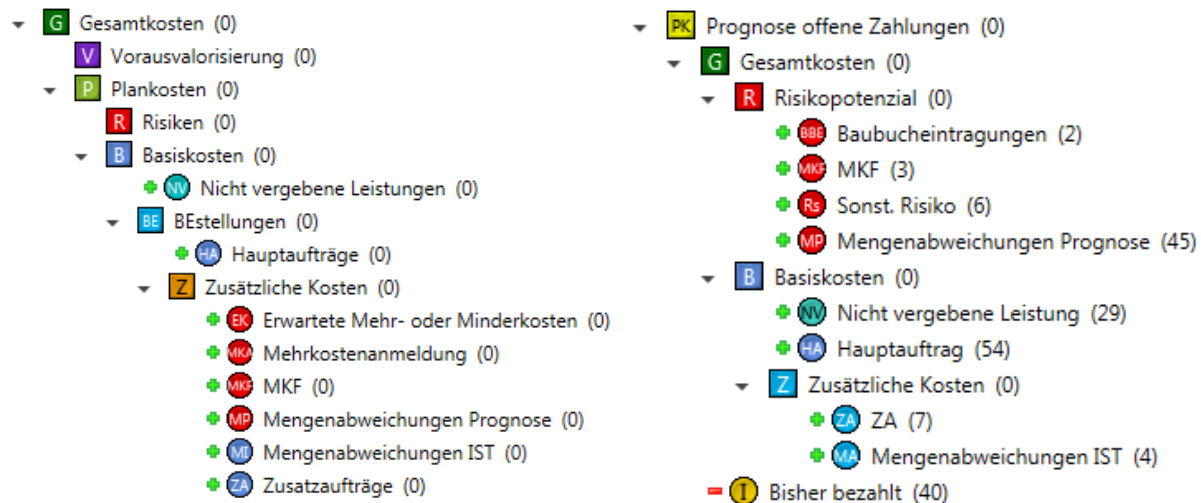 G Gesamtkosten (0)
V Vorausvalorisierung (0)
P Plankosten (0)
R Risiken (0)
B Basiskosten (0)
NV Nicht vergebene Leistungen (0)
BE BEstellungen (0)
HA Hauptaufträge (0)
Z Zusätzliche Kosten (0)
EK Erwartete Mehr- oder Minderkosten (0)
MKA Mehrkostenanmeldung (0)
MKF MKF (0)
MP Mengenabweichungen Prognose (0)
MI Mengenabweichungen IST (0)
ZA Zusatzaufträge (0)
PK Prognose offene Zahlungen (0)
G Gesamtkosten (0)
R Risikopotenzial (0)
BBE Baubucheintragungen (2)
MKF MKF (3)
Rs Sonst. Risiko (6)
MP Mengenabweichungen Prognose (45)
B Basiskosten (0)
NV Nicht vergebene Leistung (29)
HA Hauptauftrag (54)
Z Zusätzliche Kosten (0)
ZA ZA (7)
MA Mengenabweichungen IST (4)
I Bisher bezahlt (40)